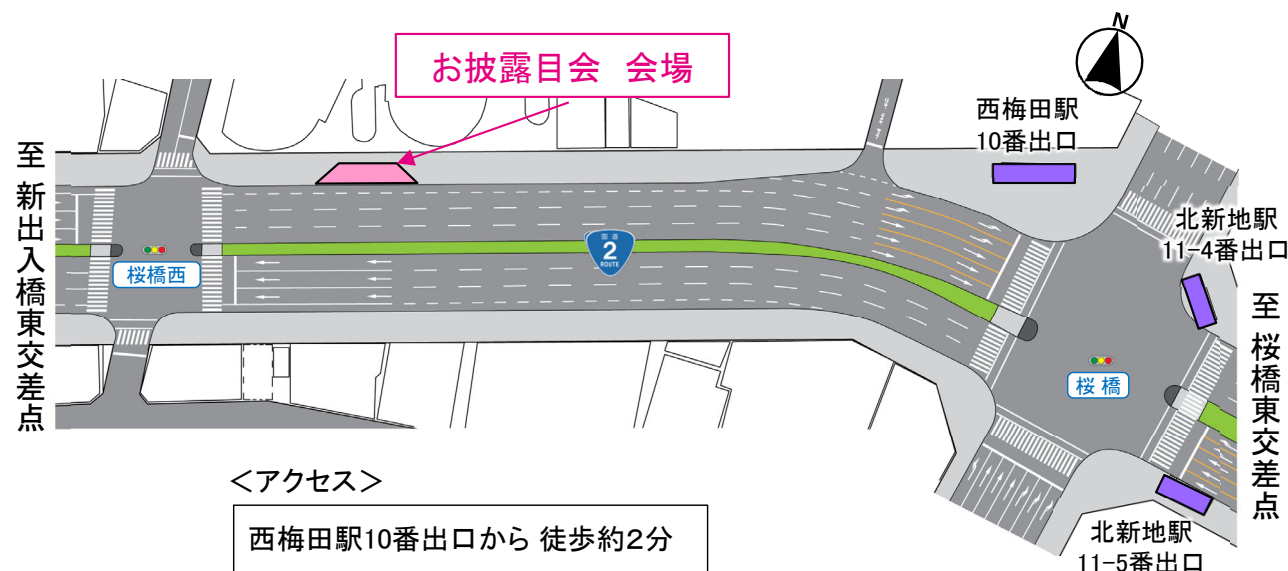 お披露目会　会場
N
西梅田駅
10番出口
至 新出入橋東交差点
北新地駅
11-4番出口
国道
2
ROUTE
桜橋西
至 桜橋東交差点
桜 橋
＜アクセス＞
西梅田駅10番出口から 徒歩約2分
北新地駅
11-5番出口